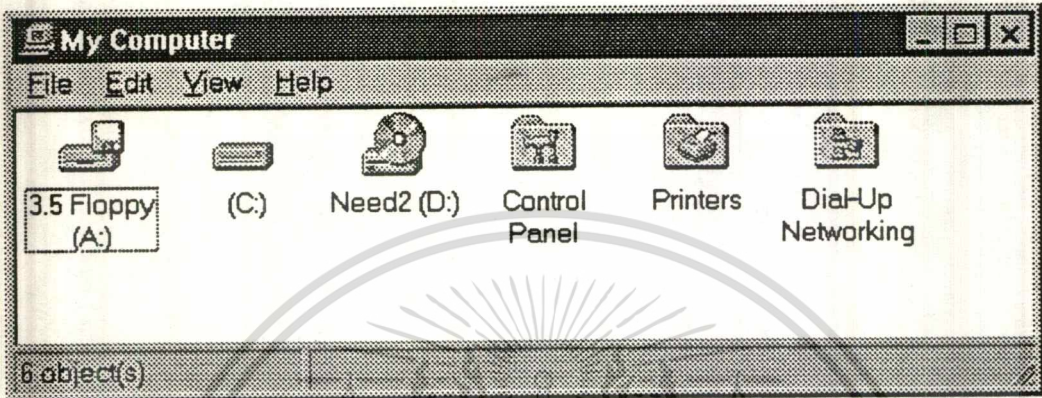 My Computer
File Edit View Help
3.5 Floppy (A:)
(C:)
Need2 (D:)
Control Panel
Printers
Dial-Up Networking
6 object(s)